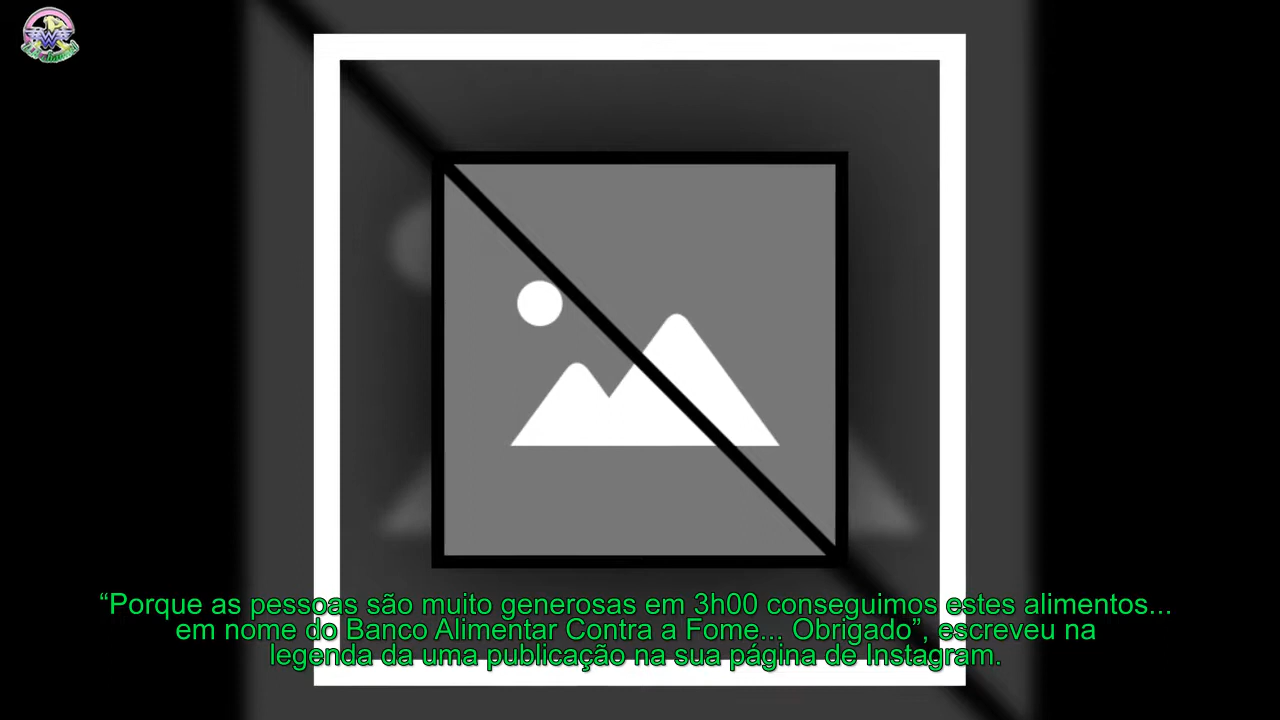 “Porque as pessoas são muito generosas em 3h00 conseguimos estes alimentos...
em nome do Banco Alimentar Contra a Fome... Obrigado”, escreveu na
legenda da uma publicação na sua página de Instagram.